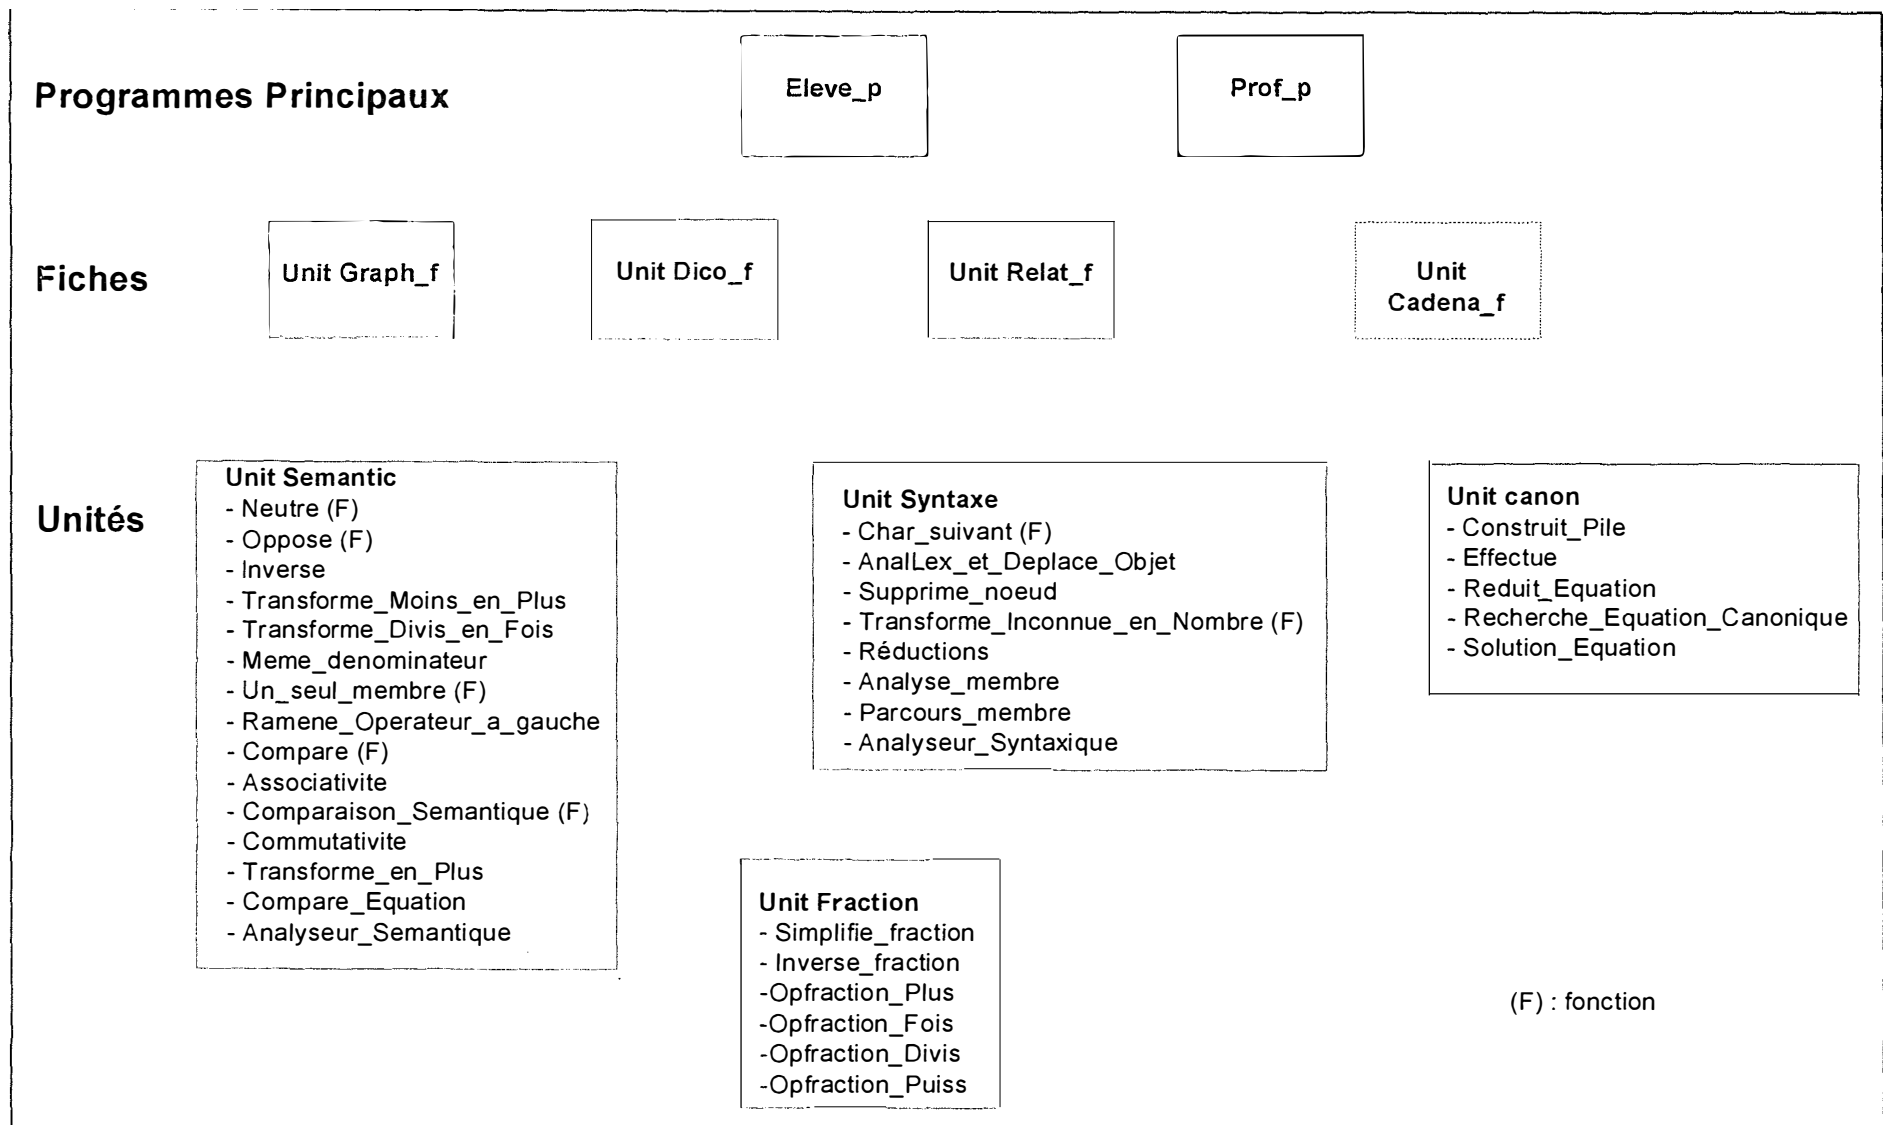 Programmes Principaux
Eleve_p
Prof_p
Fiches
Unit Graph_f
Unit Dico_f
Unit Relat_f
Unit
Cadena_f
Unités
Unit Semantic
- Neutre (F)
- Oppose (F)
- Inverse
- Transforme_Moins_en_Plus
- Transforme_Divis_en_Fois
- Meme_denominateur
- Un_seul_membre (F)
- Ramene_Operateur_a_gauche
- Compare (F)
- Associativite
- Comparaison_Semantique (F)
- Commutativite
- Transforme_en_Plus
- Compare_Equation
- Analyseur_Semantique
Unit Syntaxe
- Char_suivant (F)
- AnalLex_et_Deplace_Objet
- Supprime_noeud
- Transforme_Inconnue_en_Nombre (F)
- Réductions
- Analyse_membre
- Parcours_membre
- Analyseur_Syntaxique
Unit canon
- Construit_Pile
- Effectue
- Reduit_Equation
- Recherche_Equation_Canonique
- Solution_Equation
Unit Fraction
- Simplifie_fraction
- Inverse_fraction
-Opfraction_Plus
-Opfraction_Fois
-Opfraction_Divis
-Opfraction_Puiss
(F) : fonction